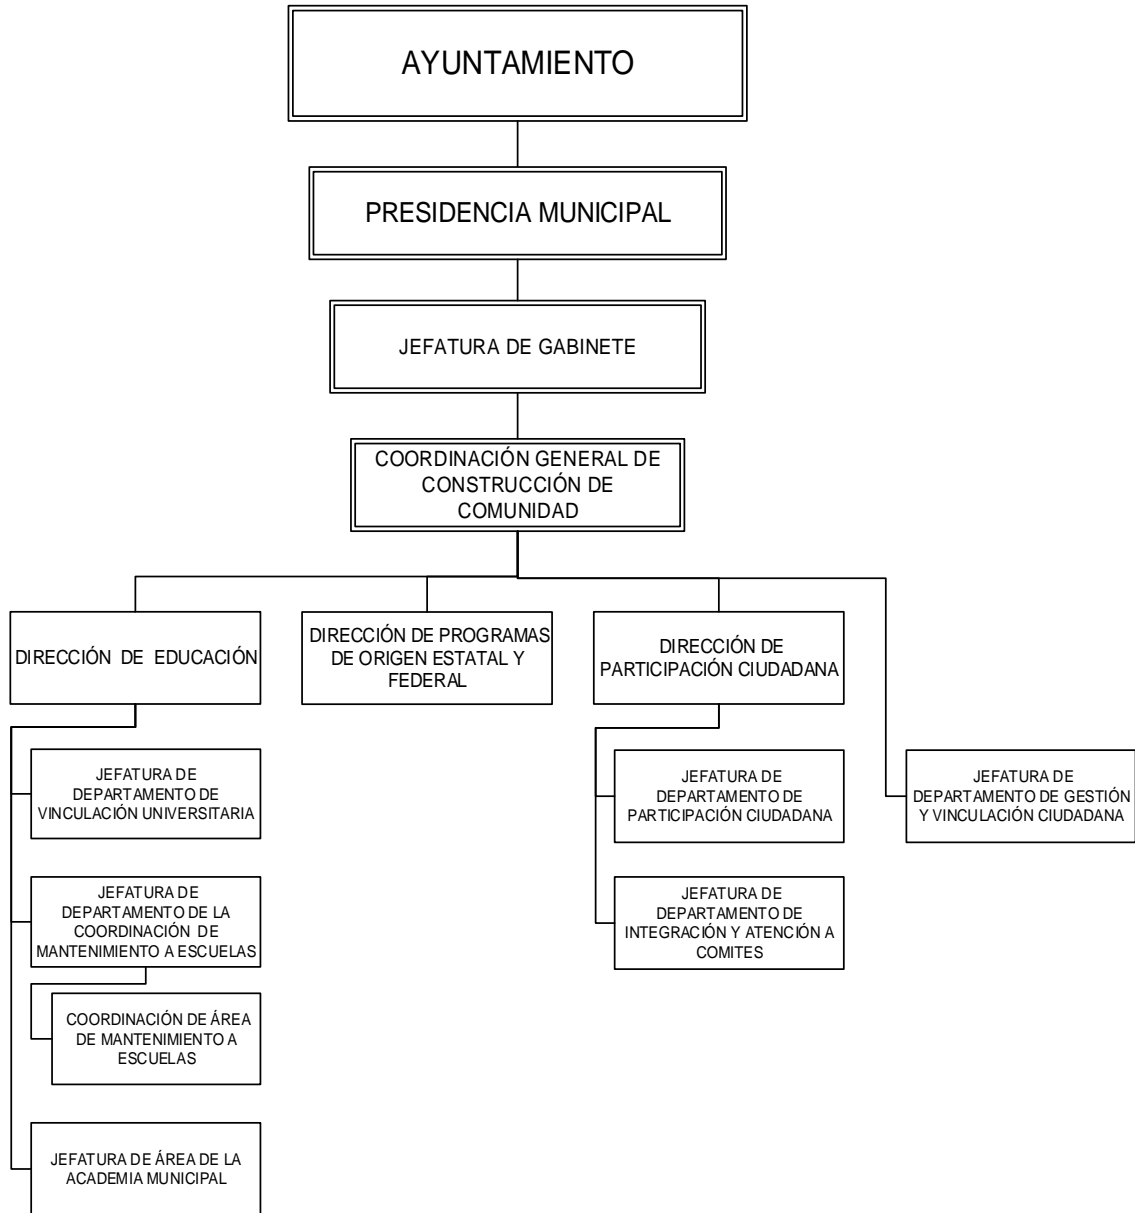 AYUNTAMIENTO
PRESIDENCIA MUNICIPAL
JEFATURA DE GABINETE
COORDINACIÓN GENERAL DE
CONSTRUCCIÓN DE
COMUNIDAD
DIRECCIÓN DE EDUCACIÓN
DIRECCIÓN DE PROGRAMAS
DE ORIGEN ESTATAL Y
FEDERAL
DIRECCIÓN DE
PARTICIPACIÓN CIUDADANA
JEFATURA DE
DEPARTAMENTO DE
VINCULACIÓN UNIVERSITARIA
JEFATURA DE
DEPARTAMENTO DE
PARTICIPACIÓN CIUDADANA
JEFATURA DE
DEPARTAMENTO DE GESTIÓN
Y VINCULACIÓN CIUDADANA
JEFATURA DE
DEPARTAMENTO DE LA
COORDINACIÓN DE
MANTENIMIENTO A ESCUELAS
JEFATURA DE
DEPARTAMENTO DE
INTEGRACIÓN Y ATENCIÓN A
COMITES
COORDINACIÓN DE ÁREA
DE MANTENIMIENTO A
ESCUELAS
JEFATURA DE ÁREA DE LA
ACADEMIA MUNICIPAL